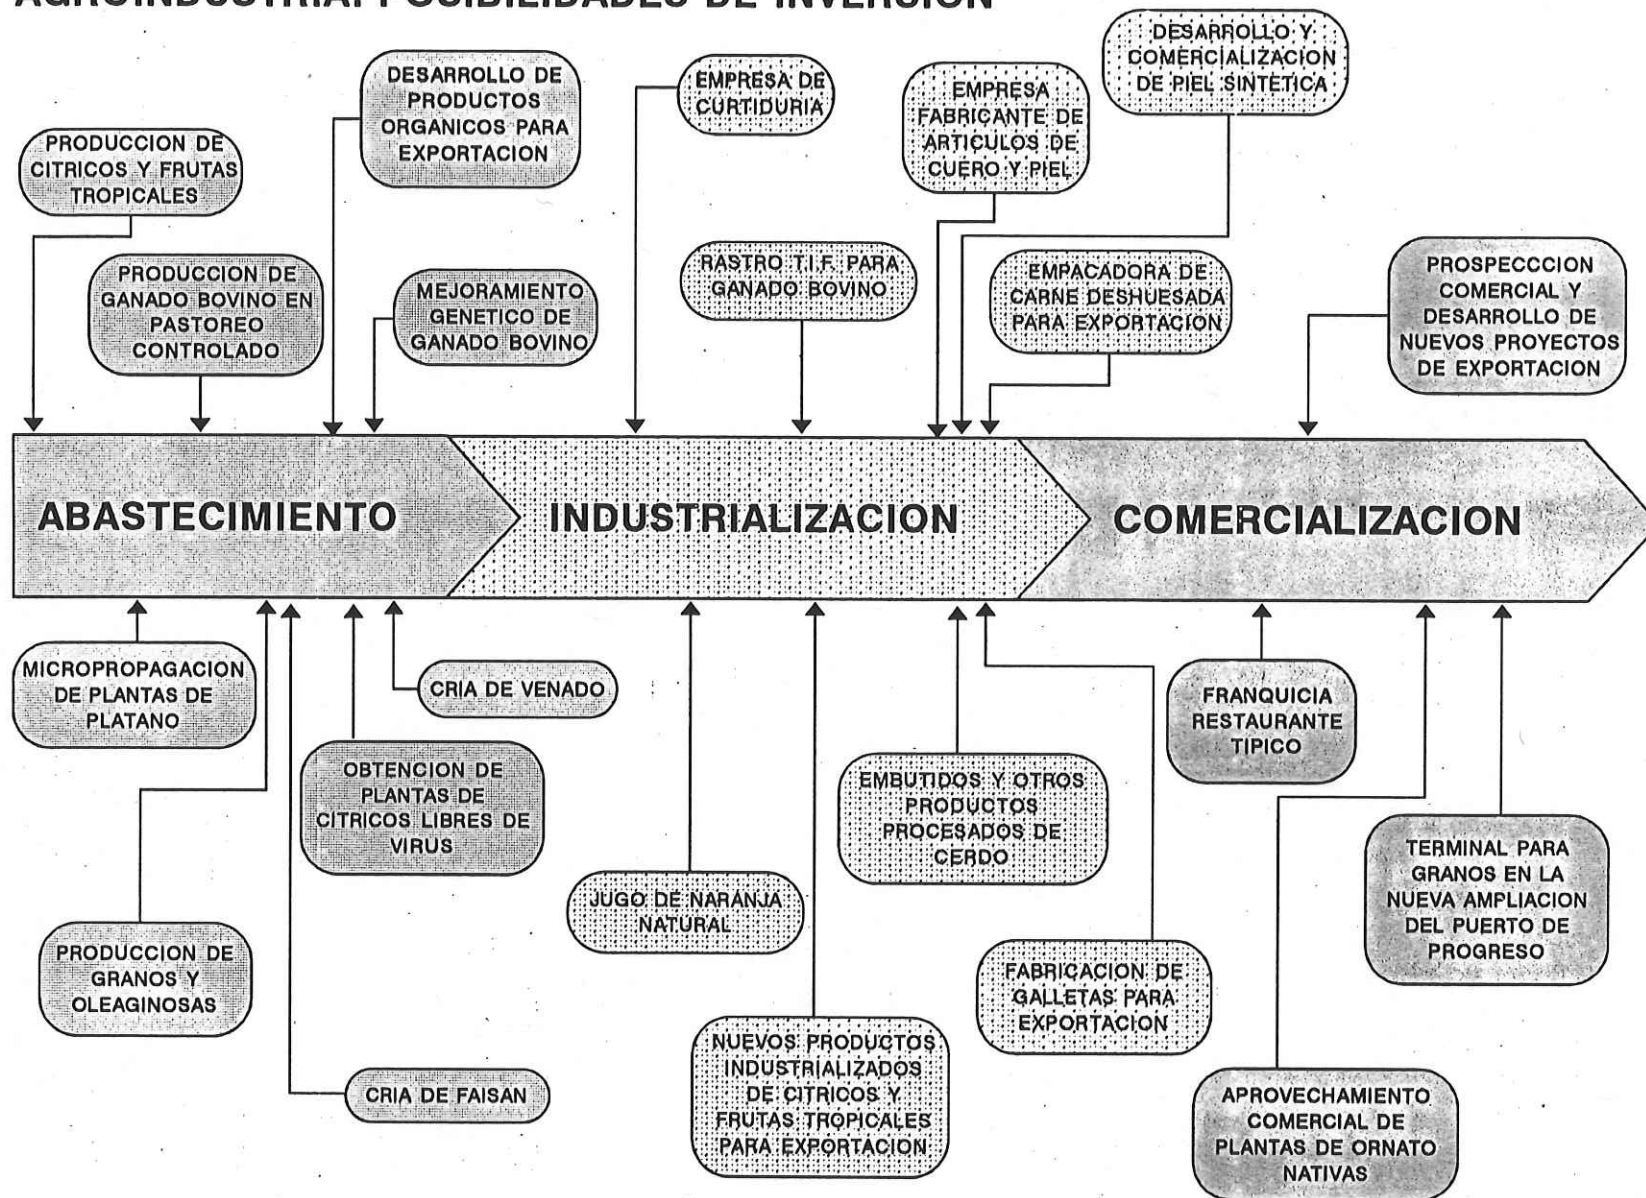 AGROINDUSTRIA: POSIBILIDADES DE INVERSION
DESARROLLO Y
COMERCIALIZACION
DE PIEL SINTETICA
DESARROLLO DE
PRODUCTOS
ORGANICOS PARA
EXPORTACION
EMPRESA DE
CURTIDURIA
EMPRESA
FABRICANTE DE
ARTICULOS DE
CUERO Y PIEL
PRODUCCION DE
CITRICOS Y FRUTAS
TROPICALES
PRODUCCION DE
GANADO BOVINO EN
PASTOREO
CONTROLADO
MEJORAMIENTO
GENETICO DE
GANADO BOVINO
RASTRO T.I.F. PARA
GANADO BOVINO
EMPACADORA DE
CARNE DESHUESADA
PARA EXPORTACION
PROSPECCCION
COMERCIAL Y
DESARROLLO DE
NUEVOS PROYECTOS
DE EXPORTACION
ABASTECIMIENTO
INDUSTRIALIZACION
COMERCIALIZACION
MICROPROPAGACION
DE PLANTAS DE
PLATANO
CRIA DE VENADO
FRANQUICIA
RESTAURANTE
TIPICO
OBTENCION DE
PLANTAS DE
CITRICOS LIBRES DE
VIRUS
EMBUTIDOS Y OTROS
PRODUCTOS
PROCESADOS DE
CERDO
TERMINAL PARA
GRANOS EN LA
NUEVA AMPLIACION
DEL PUERTO DE
PROGRESO
JUGO DE NARANJA
NATURAL
PRODUCCION DE
GRANOS Y
OLEAGINOSAS
FABRICACION DE
GALLETAS PARA
EXPORTACION
NUEVOS PRODUCTOS
INDUSTRIALIZADOS
DE CITRICOS Y
FRUTAS TROPICALES
PARA EXPORTACION
CRIA DE FAISAN
APROVECHAMIENTO
COMERCIAL DE
PLANTAS DE ORNATO
NATIVAS